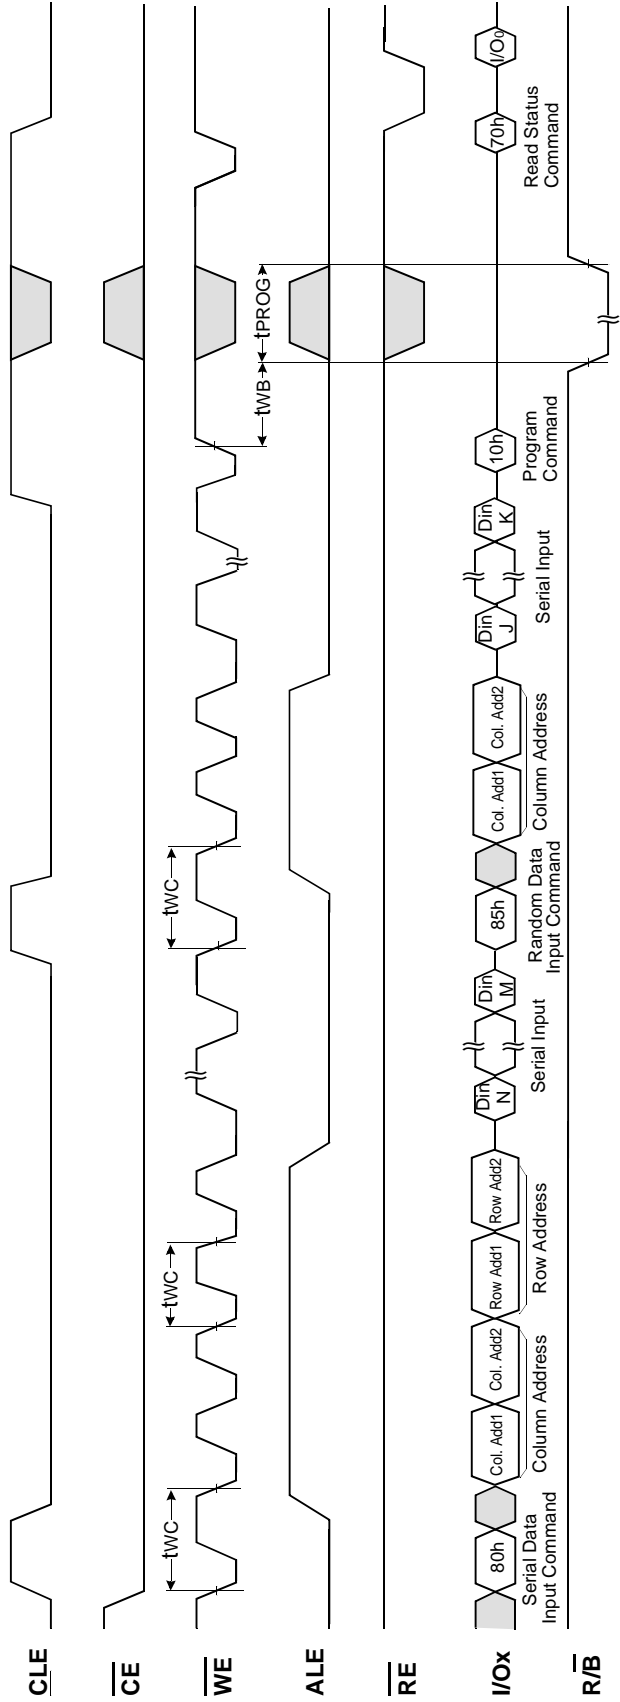 CLE
CE
tWC
tWC
tWC
WE
tWB
tPROG
ALE
RE
I/Ox
80h
Col. Add1
Col. Add2
Row Add1
Row Add2
Din
N
Din
M
85h
Col. Add1
Col. Add2
Din
J
Din
K
10h
70h
I/O0
Serial Data
Input Command
Column Address
Row Address
Serial Input
Random Data
Input Command
Column Address
Serial Input
Program
Command
Read Status
Command
R/B